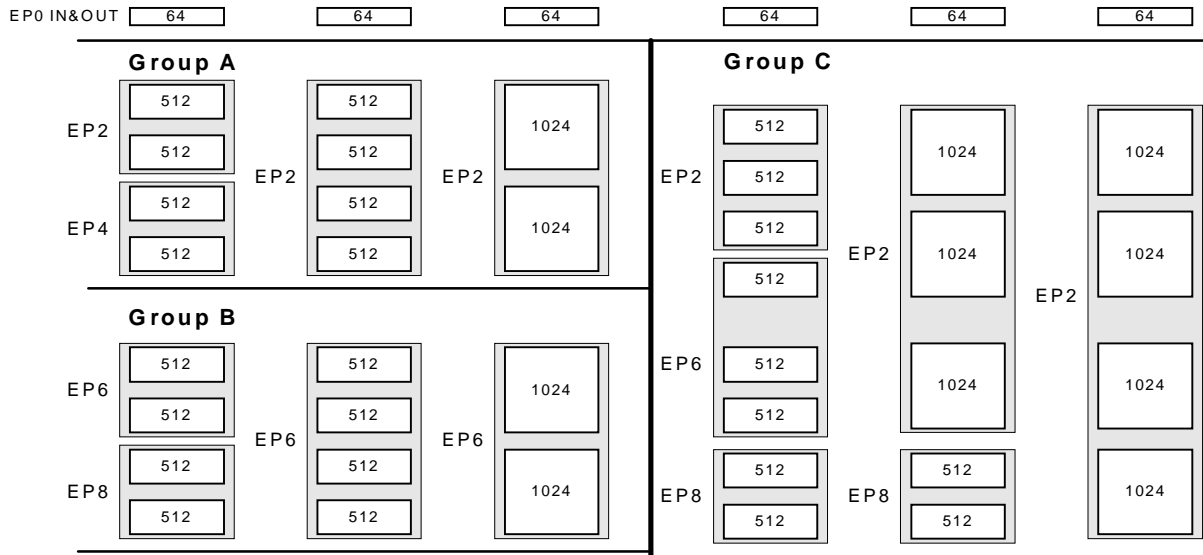 EP0 IN&OUT 64 64 64 64 64 64
Group A
EP2 512 512
EP4 512 512
EP2 512 512 512 512
EP2 1024 1024
Group B
EP6 512 512
EP8 512 512
EP6 512 512 512 512
EP6 1024 1024
Group C
EP2 512 512 512
EP6 512 512 512
EP8 512 512
EP2 1024 1024 1024
EP8 512 512
EP2 1024 1024 1024 1024